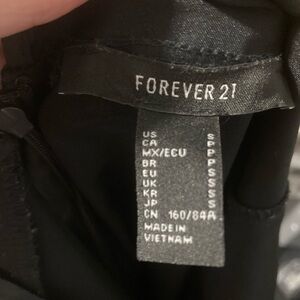 FOREVER 21
US S
CA P
MX/ECU P
BR P
EU S
UK S
KR S
JP S
CN 160/84A
MADE IN
VIETNAM